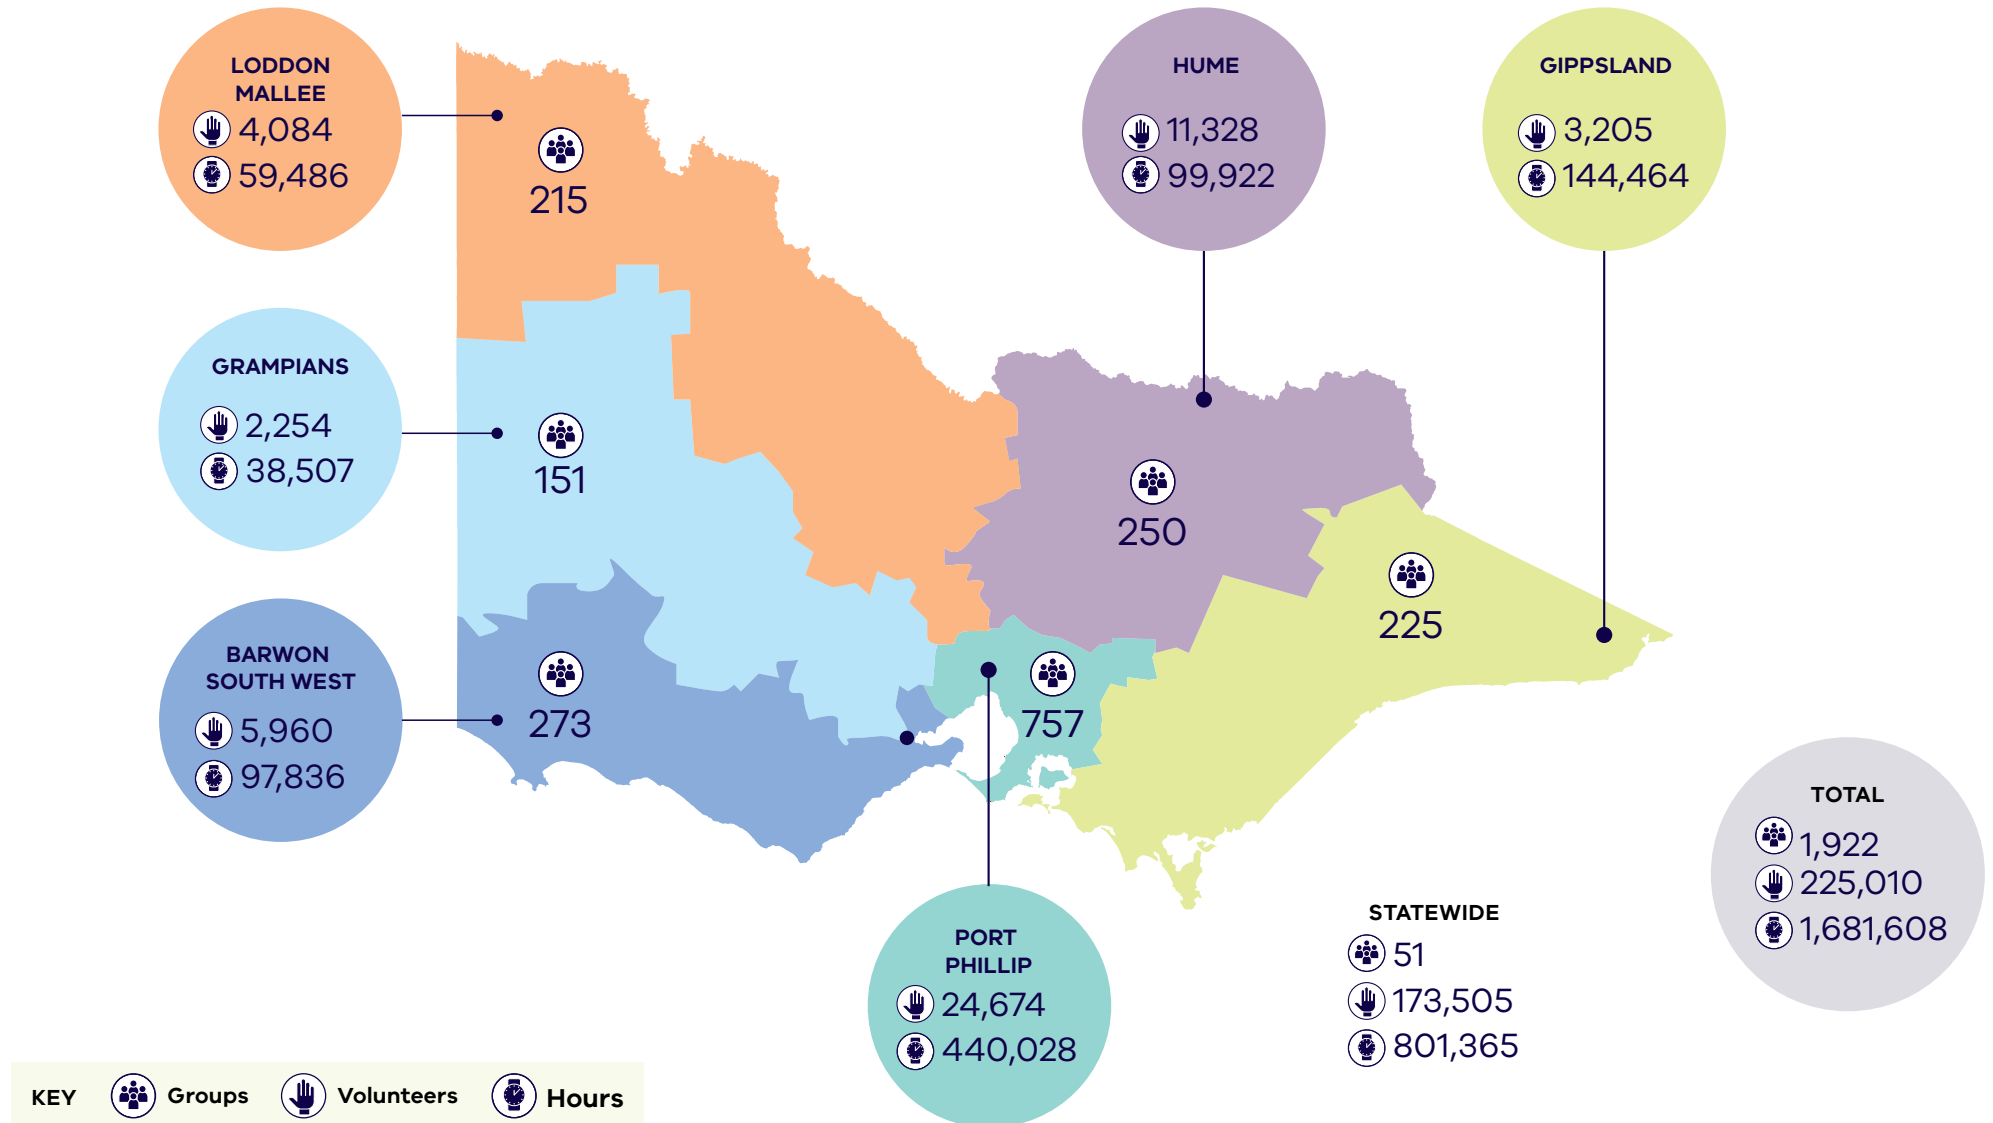 LODDON
MALLEE
4,084
59,486
215
HUME
11,328
99,922
250
GIPPSLAND
3,205
144,464
225
GRAMPIANS
2,254
38,507
151
BARWON
SOUTH WEST
5,960
97,836
273
757
PORT
PHILLIP
24,674
440,028
STATEWIDE
51
173,505
801,365
TOTAL
1,922
225,010
1,681,608
KEY Groups Volunteers Hours